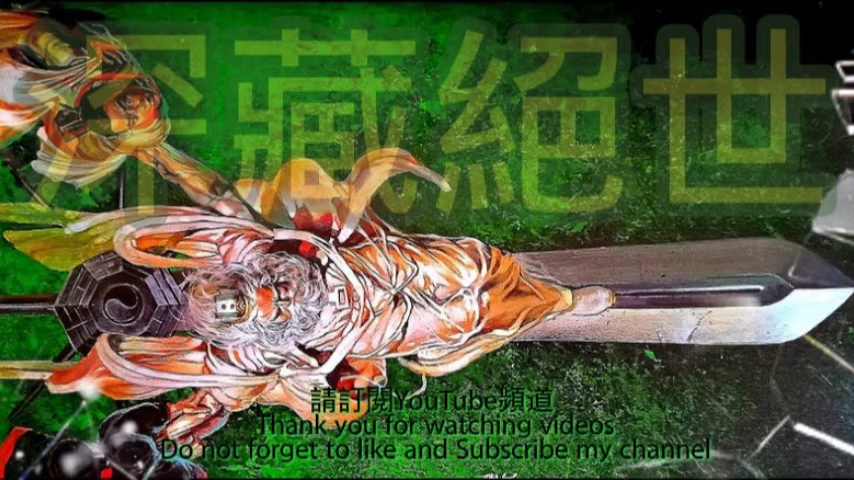 藏絕世
請訂閱YouTube頻道
Thank you for watching videos
Do not forget to like and Subscribe my channel